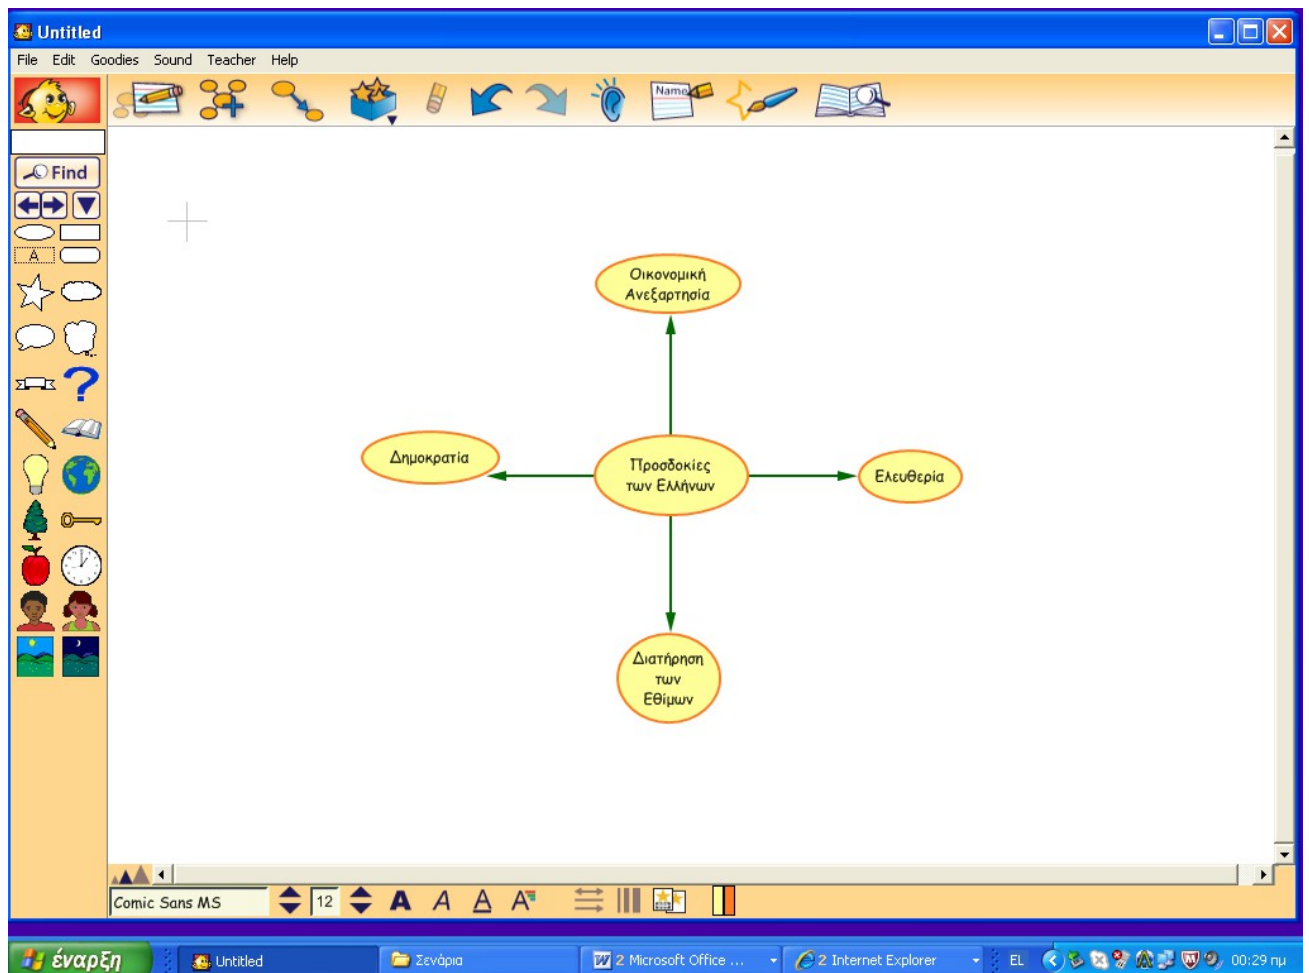 Untitled
File Edit Goodies Sound Teacher Help
Name
Find
A
Οικονομική
Ανεξαρτησία
Δημοκρατία
Προσδοκίες
των Ελλήνων
Ελευθερία
Διατήρηση
των
Εθίμων
Comic Sans MS 12 A A A A
έναρξη Untitled Σενάρια 2 Microsoft Office ... 2 Internet Explorer EL 00:29 πμ